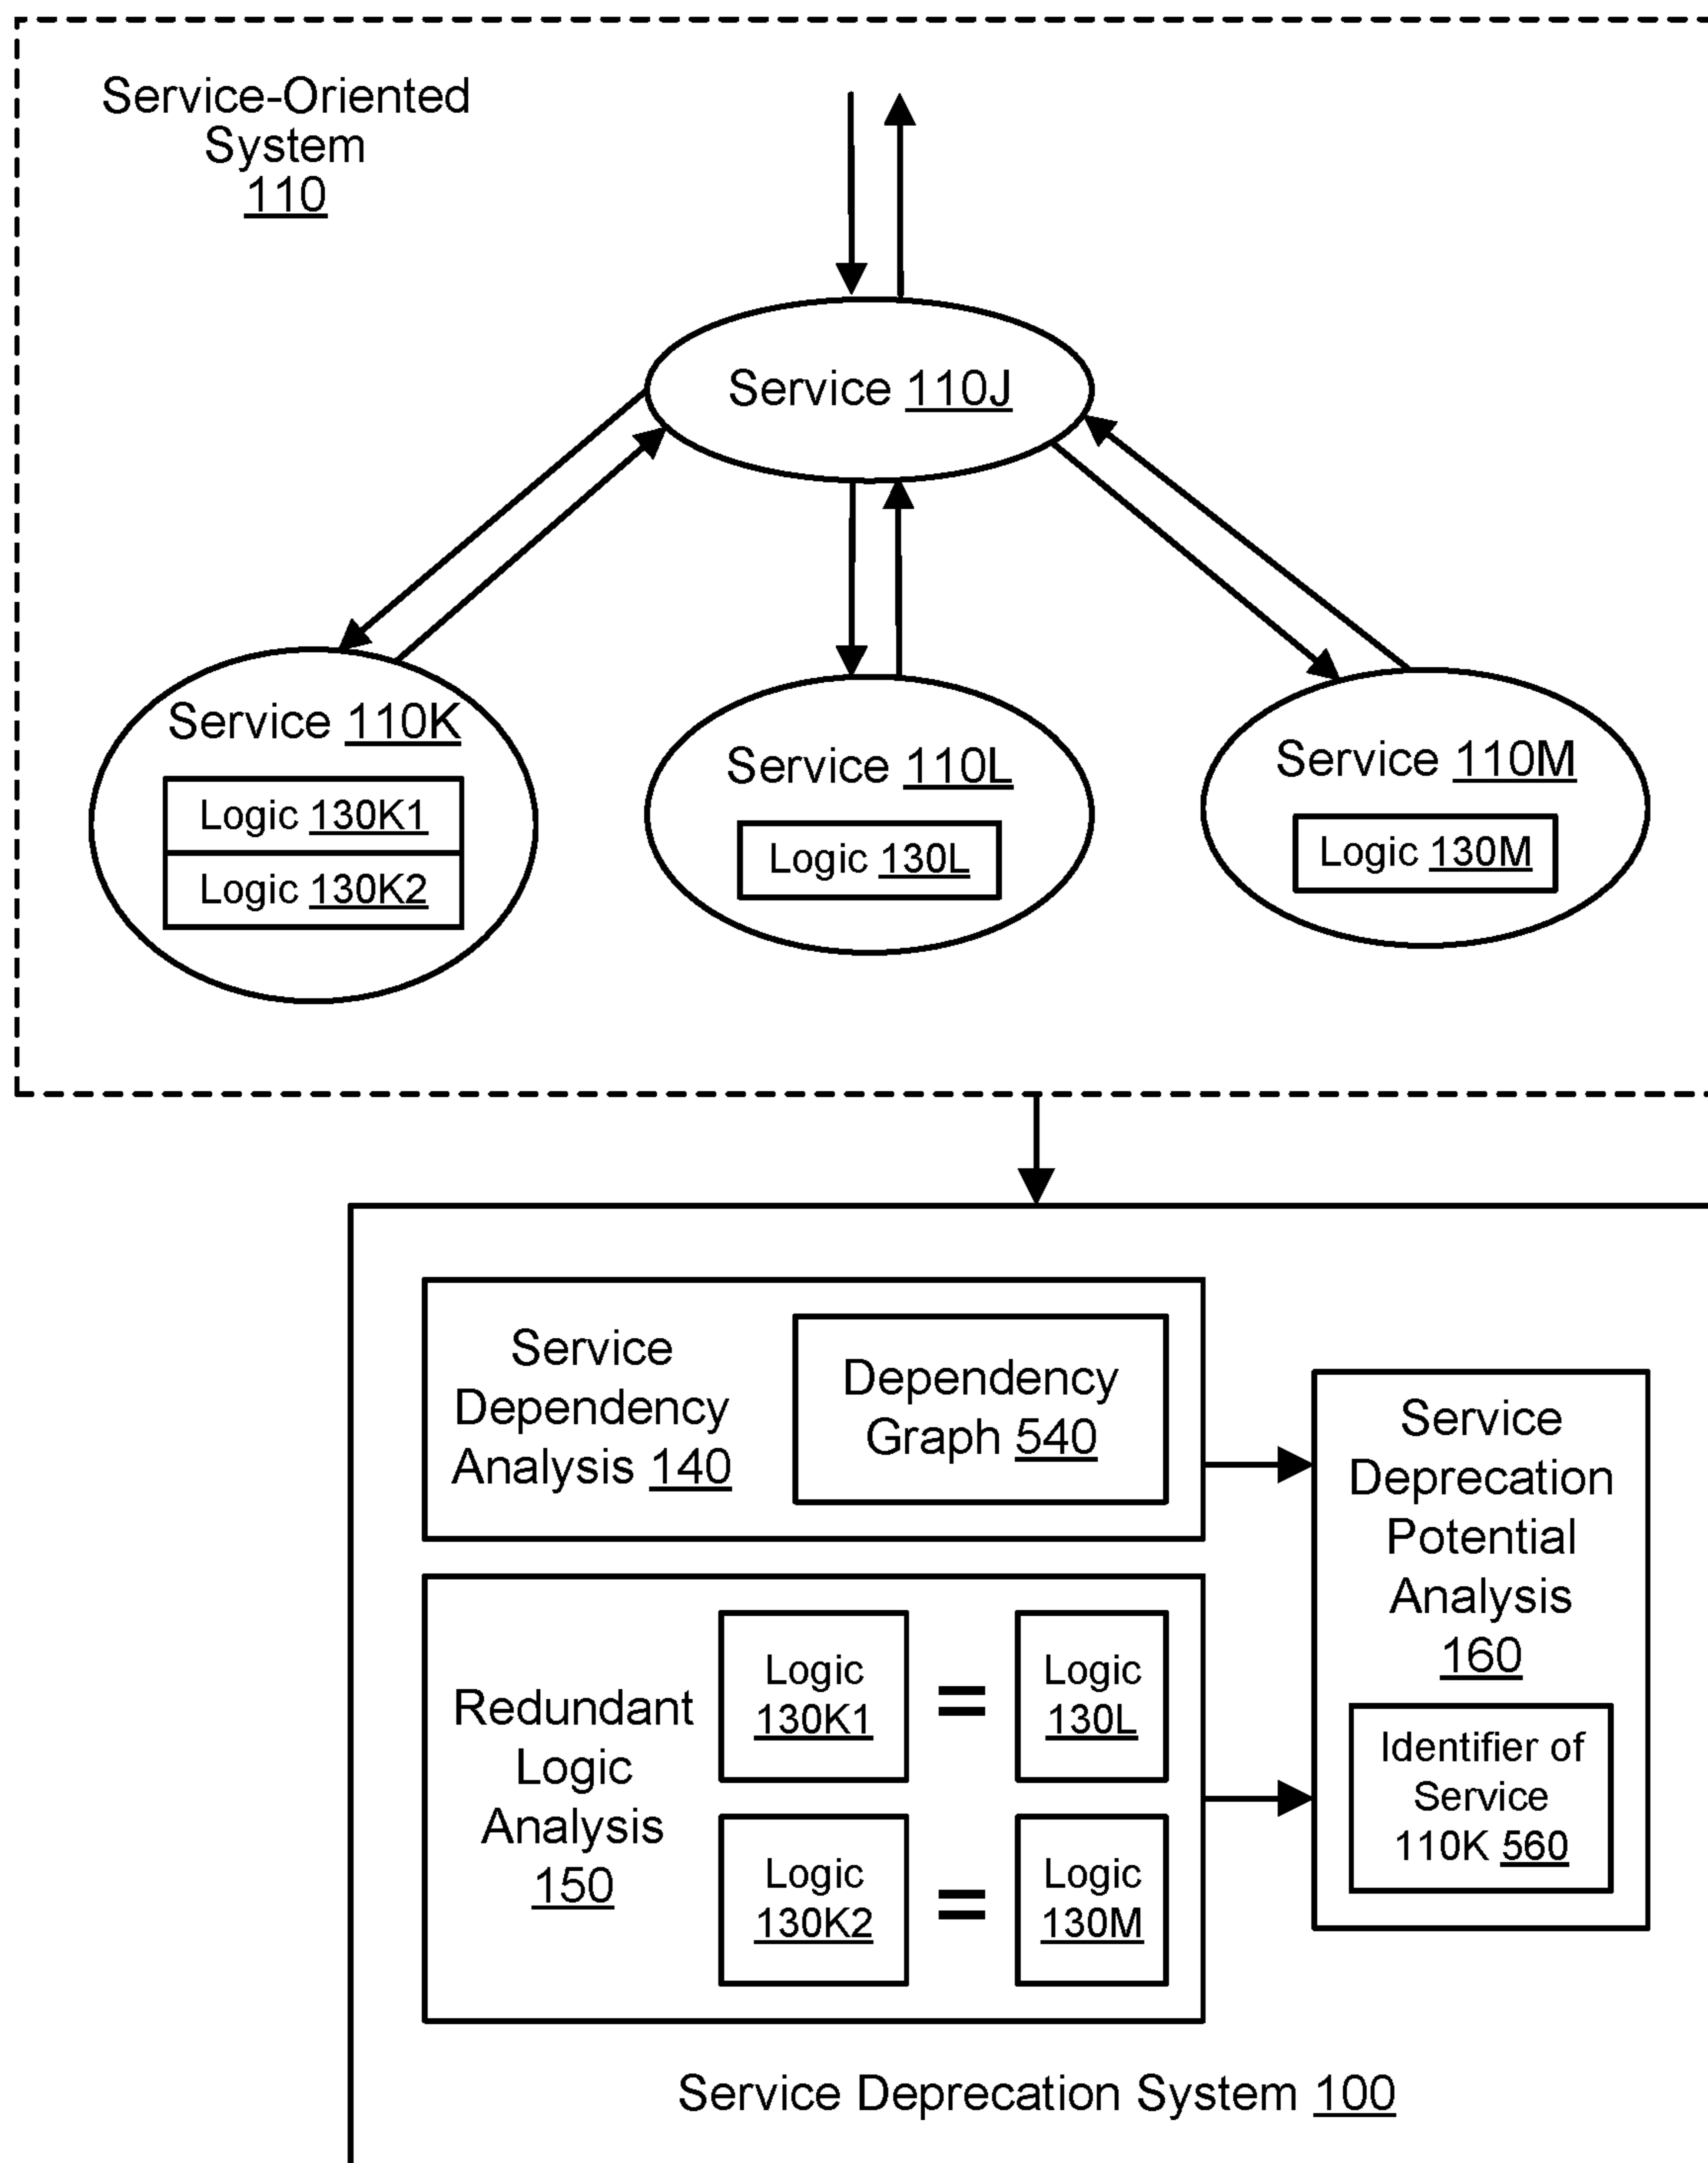 Service-Oriented
System
110
Service 110J
Service 110K
Logic 130K1
Logic 130K2
Service 110L
Logic 130L
Service 110M
Logic 130M
Service
Dependency
Analysis 140
Dependency
Graph 540
Redundant
Logic
Analysis
150
Logic
130K1
=
Logic
130L
Logic
130K2
=
Logic
130M
Service
Deprecation
Potential
Analysis
160
Identifier of
Service
110K 560
Service Deprecation System 100